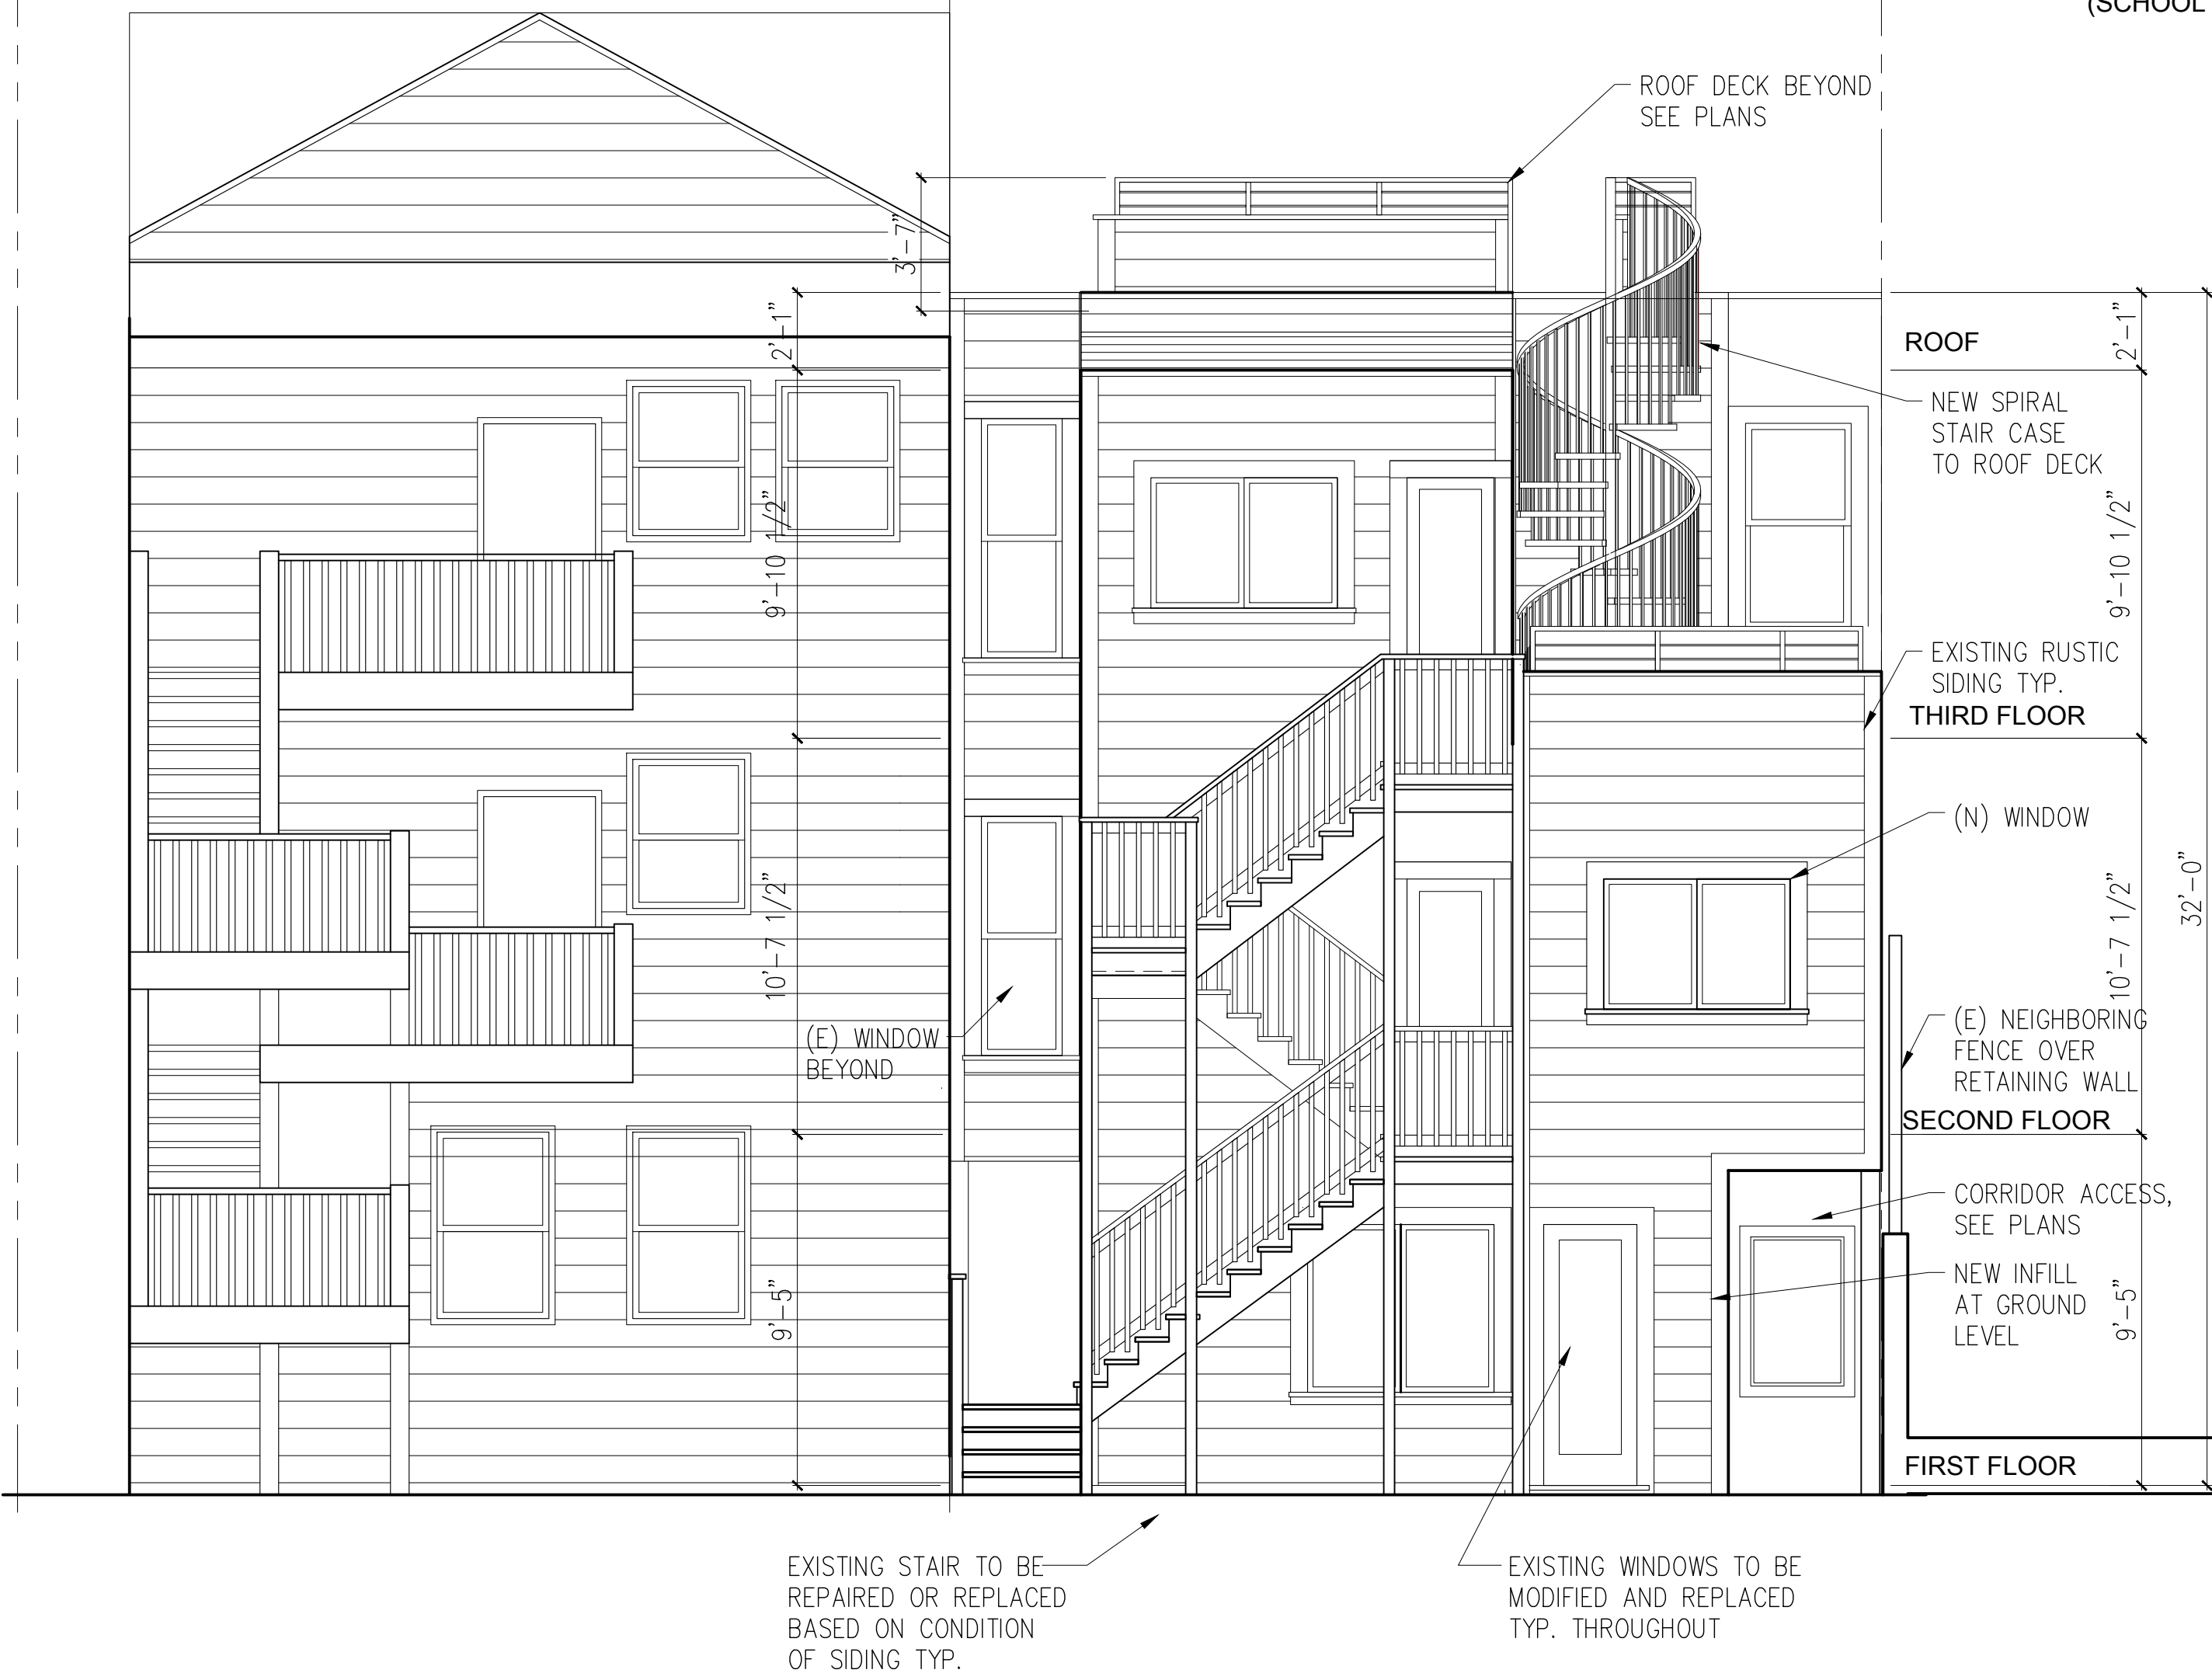 (SCHOOL
ROOF DECK BEYOND
SEE PLANS
3'-7"
2'-1"
ROOF
2'-1"
NEW SPIRAL
STAIR CASE
TO ROOF DECK
9'-10 1/2"
9'-10 1/2"
EXISTING RUSTIC
SIDING TYP.
THIRD FLOOR
(N) WINDOW
10'-7 1/2"
10'-7 1/2"
32'-0"
(E) WINDOW
BEYOND
(E) NEIGHBORING
FENCE OVER
RETAINING WALL
SECOND FLOOR
CORRIDOR ACCESS,
SEE PLANS
NEW INFILL
AT GROUND
LEVEL
9'-5"
9'-5"
FIRST FLOOR
EXISTING STAIR TO BE
REPAIRED OR REPLACED
BASED ON CONDITION
OF SIDING TYP.
EXISTING WINDOWS TO BE
MODIFIED AND REPLACED
TYP. THROUGHOUT